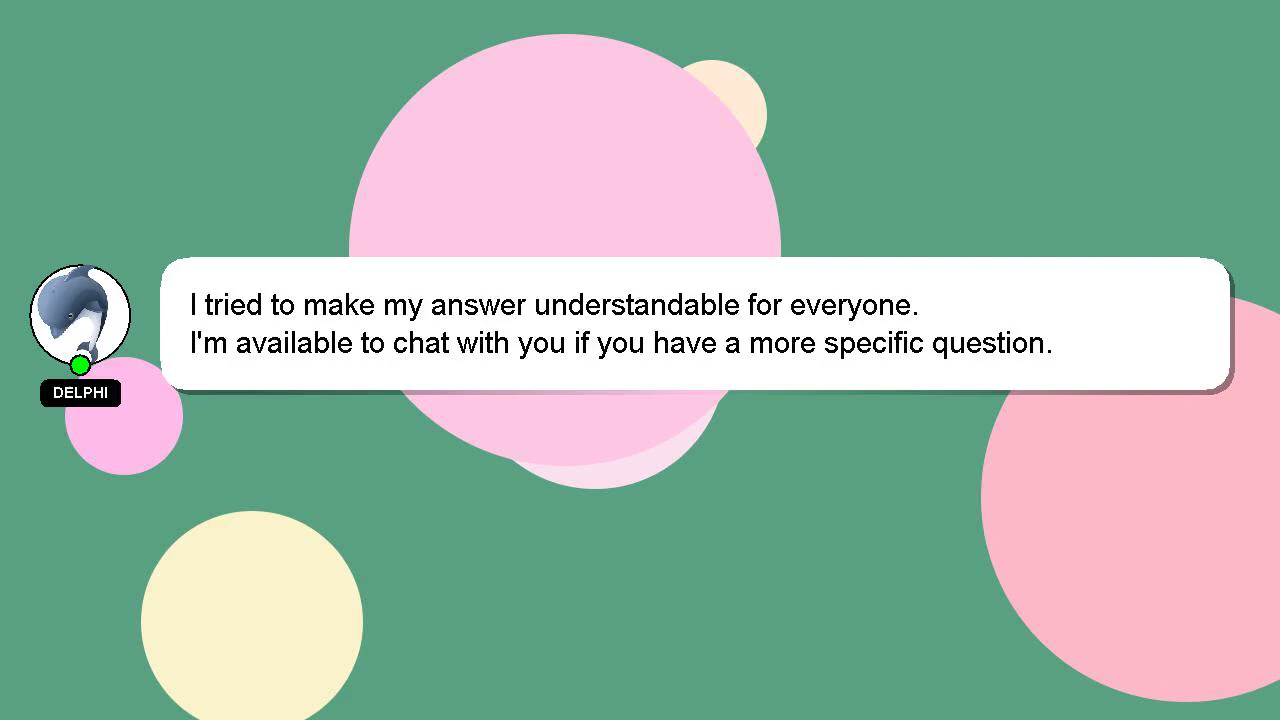 I tried to make my answer understandable for everyone.
I'm available to chat with you if you have a more specific question.
DELPHI